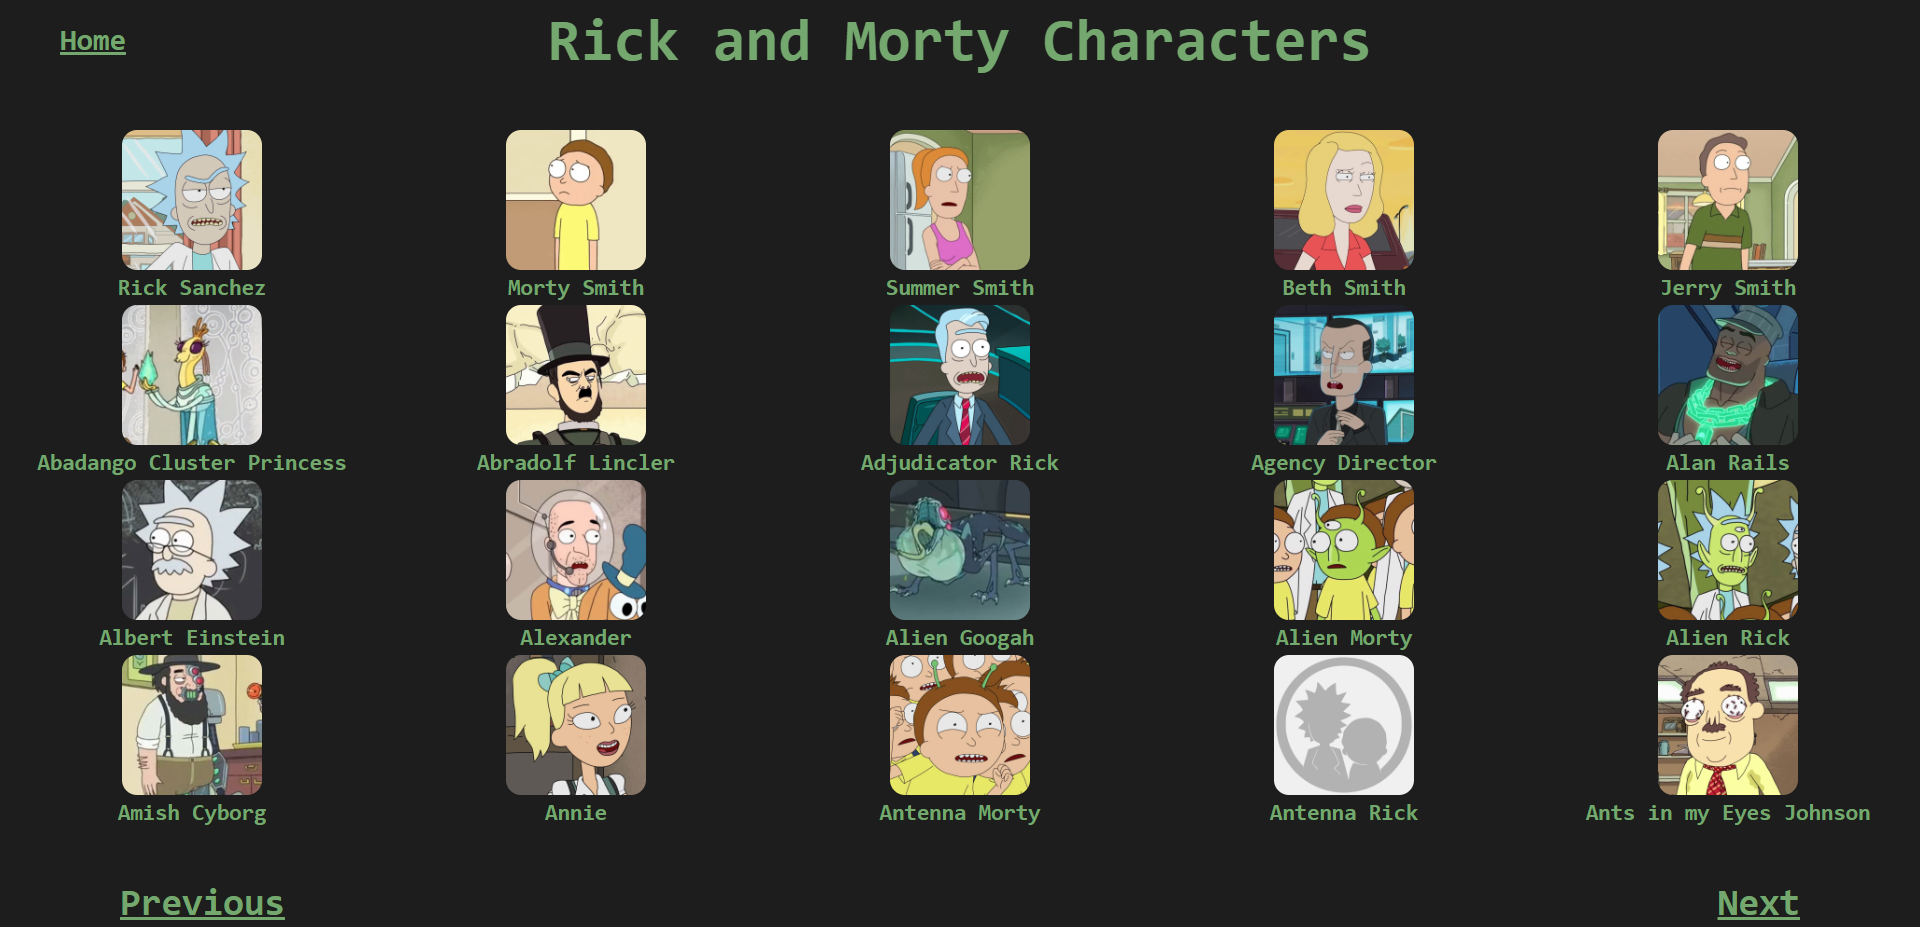 Home
Rick and Morty Characters
Rick Sanchez
Morty Smith
Summer Smith
Beth Smith
Jerry Smith
Abadango Cluster Princess
Abradolf Lincler
Adjudicator Rick
Agency Director
Alan Rails
Albert Einstein
Alexander
Alien Googah
Alien Morty
Alien Rick
Amish Cyborg
Annie
Antenna Morty
Antenna Rick
Ants in my Eyes Johnson
Previous
Next